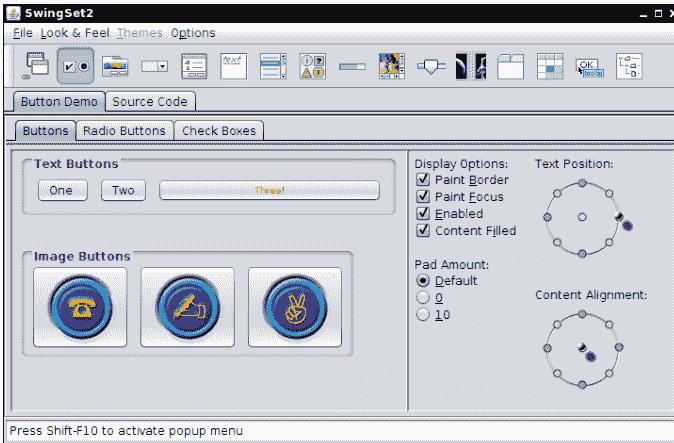 SwingSet2
File Look & Feel Themes Options
text
OK
Button Demo Source Code
Buttons Radio Buttons Check Boxes
Text Buttons
One Two Three!
Image Buttons
Display Options:
Paint Border
Paint Focus
Enabled
Content Filled
Pad Amount:
Default
0
10
Text Position:
Content Alignment:
Press Shift-F10 to activate popup menu